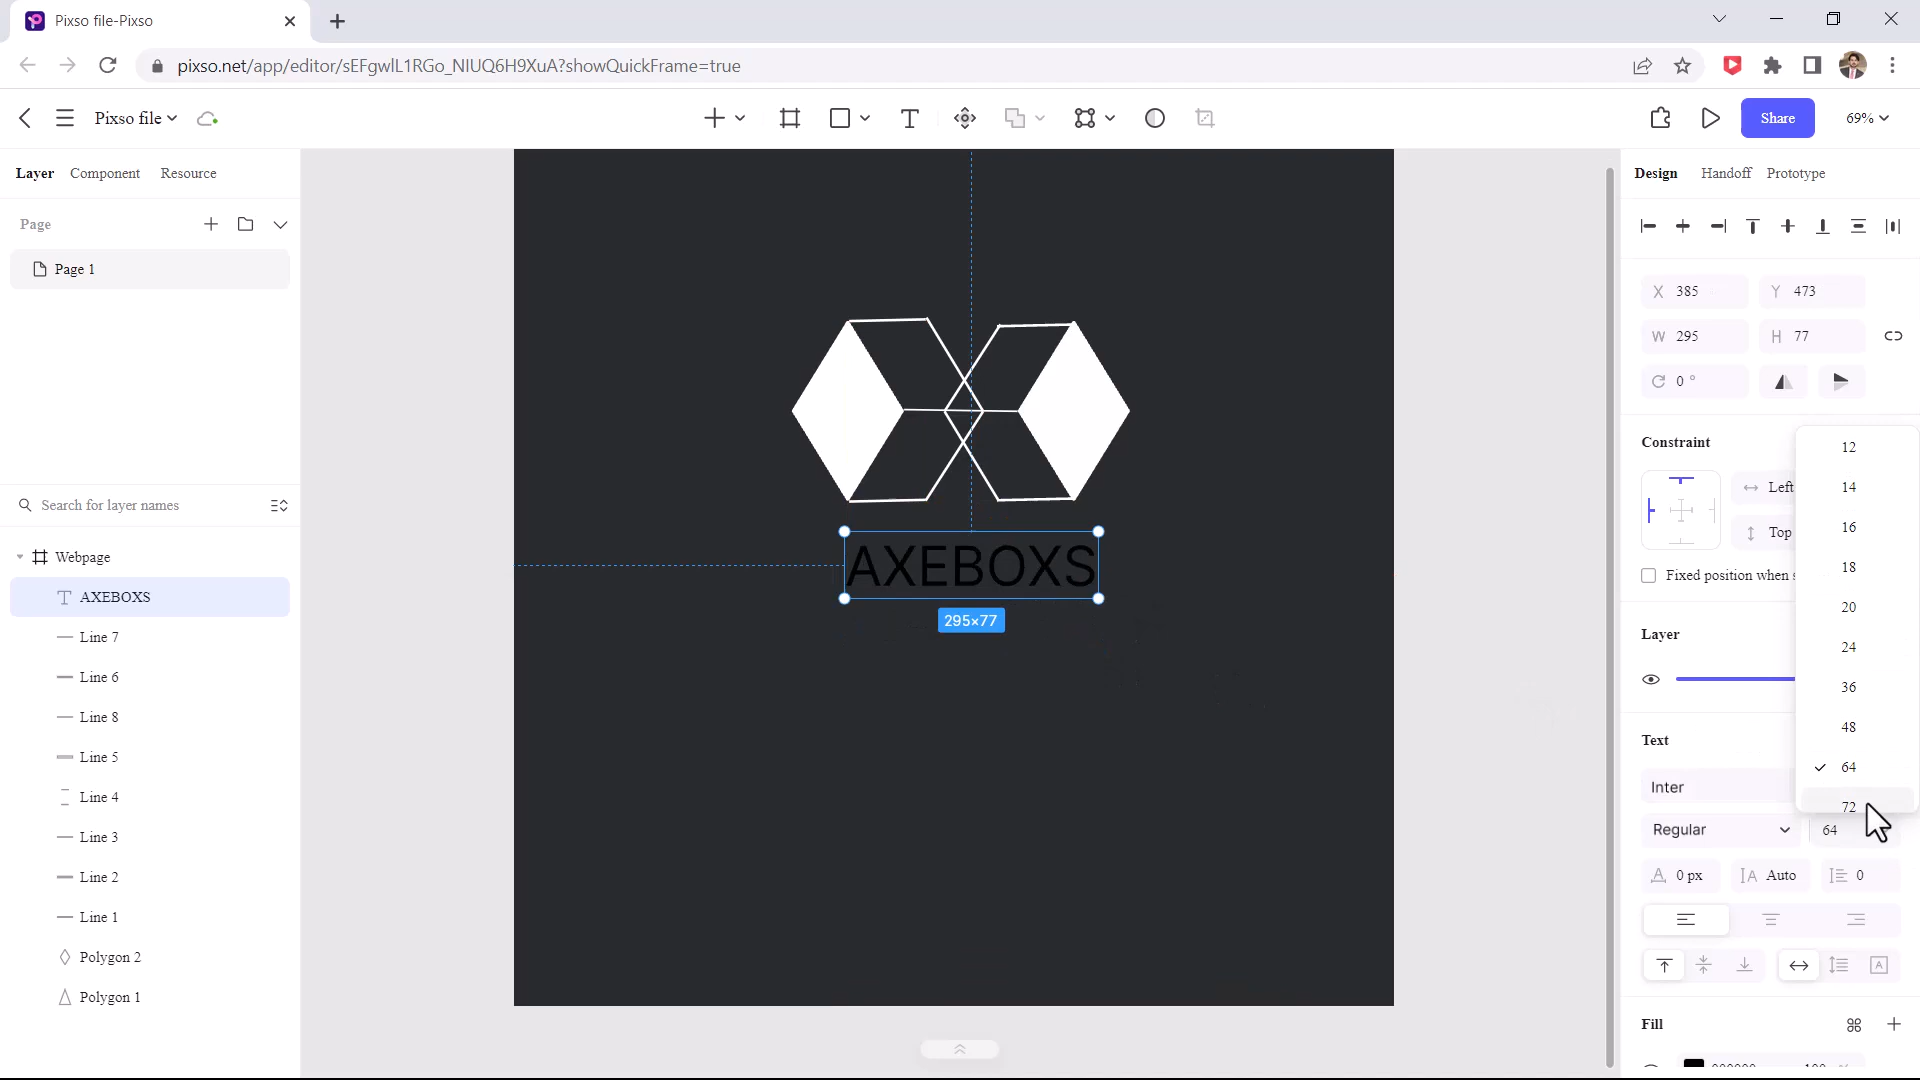 Pixso file-Pixso
pixso.net/app/editor/sEFgwlL1RGo_NIUQ6H9XuA?showQuickFrame=true
Pixso file
Share
69%
Layer Component Resource
Page
Page 1
Search for layer names
Webpage
AXEBOXS
Line 7
Line 6
Line 8
Line 5
Line 4
Line 3
Line 2
Line 1
Polygon 2
Polygon 1
AXEBOXS
295×77
Design Handoff Prototype
X 385 Y 473
W 295 H 77
0 °
Constraint
Left
Top
Fixed position when s
Layer
Text
Inter
Regular 64
0 px Auto 0
Fill
12
14
16
18
20
24
36
48
64
72